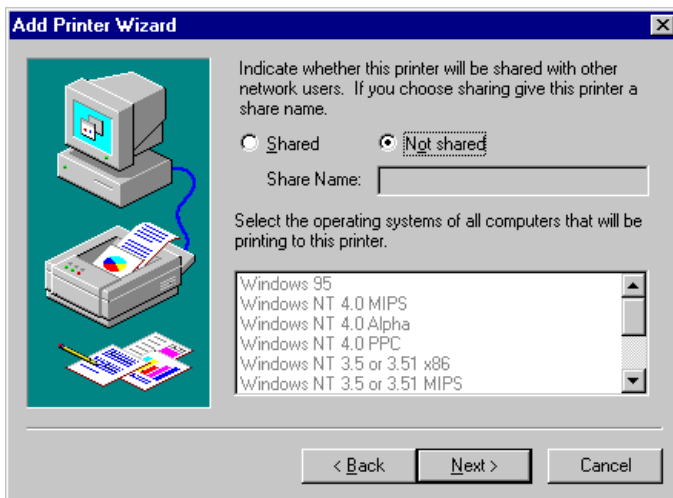 Add Printer Wizard
Indicate whether this printer will be shared with other
network users.  If you choose sharing give this printer a
share name.
Shared
Not shared
Share Name:
Select the operating systems of all computers that will be
printing to this printer.
Windows 95
Windows NT 4.0 MIPS
Windows NT 4.0 Alpha
Windows NT 4.0 PPC
Windows NT 3.5 or 3.51 x86
Windows NT 3.5 or 3.51 MIPS
< Back
Next >
Cancel